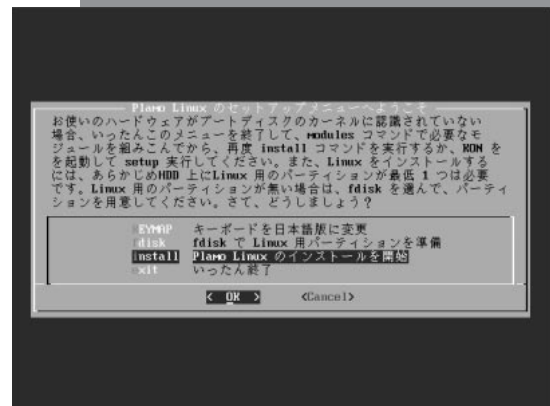 Plamo Linux のセットアップメニューへようこそ
お使いのハードウェアがブートディスクのカーネルに認識されていない
場合、いったんこのメニューを終了して、modules コマンドで必要なモ
ジュールを組みこんでから、再度 install コマンドを実行するか、KON を
を起動して setup 実行してください。また、Linux をインストールする
には、あらかじめHDD 上にLinux 用のパーティションが最低 1 つは必要
です。Linux 用のパーティションが無い場合は、fdisk を選んで、パーティ
ションを用意してください。さて、どうしましょう？
KEYMAP キーボードを日本語版に変更
fdisk fdisk で Linux 用パーティションを準備
install Plamo Linux のインストールを開始
exit いったん終了
< OK > <Cancel>